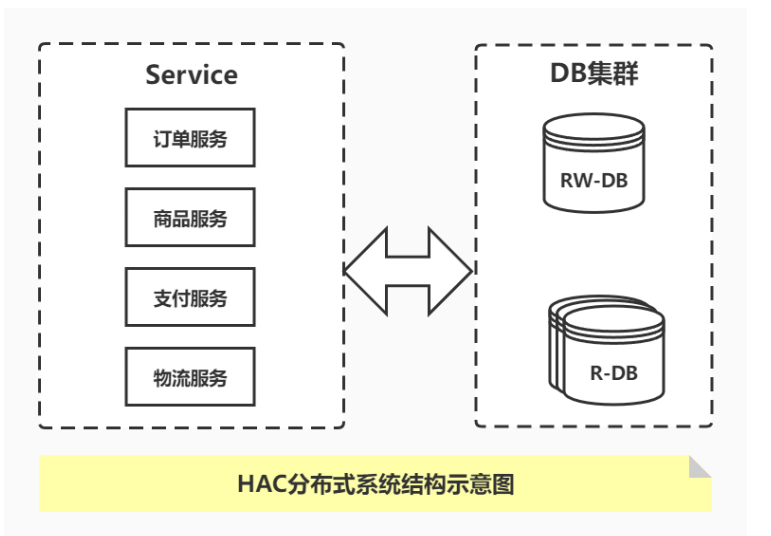 Service
订单服务
商品服务
支付服务
物流服务
DB集群
RW-DB
R-DB
HAC分布式系统结构示意图